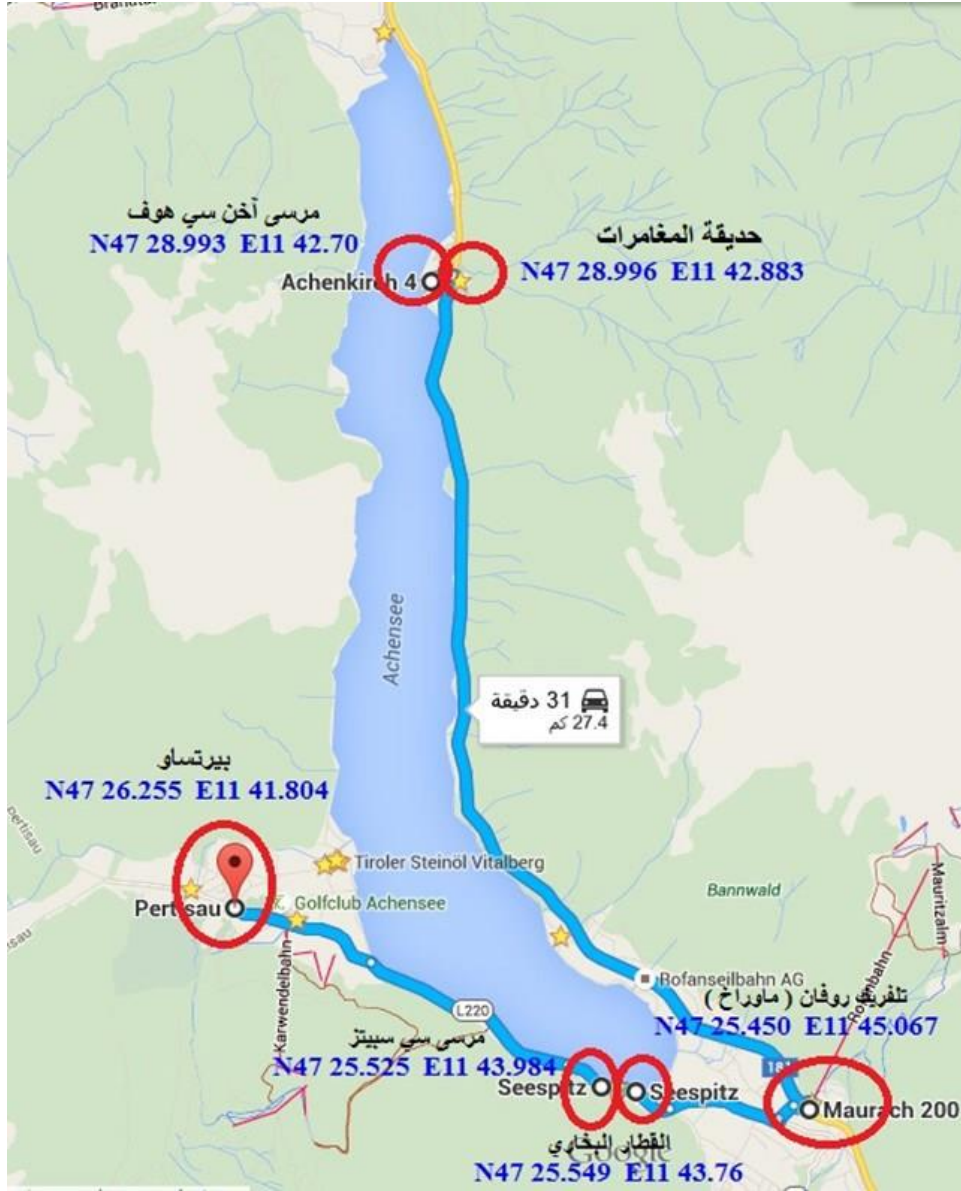 مرسى آخن سي هوف
N47 28.993 E11 42.70
حديقة المغامرات
N47 28.996 E11 42.883
Achenkirch 4
Achensee
31 دقيقة
27.4 كم
بيرتساو
N47 26.255 E11 41.804
Pertisau
Tiroler Steinöl Vitalberg
Golfclub Achensee
Pertisau
Karwendelbahn
L220
Bannwald
Mauritzalm
Rofanseilbahn AG
Rofanbahn
تلفريك روفان ( ماوراخ )
N47 25.450 E11 45.067
مرسى سي سبيتز
N47 25.525 E11 43.984
Seespitz
Seespitz
181
Maurach 200
القطار البخاري
Google
N47 25.549 E11 43.76